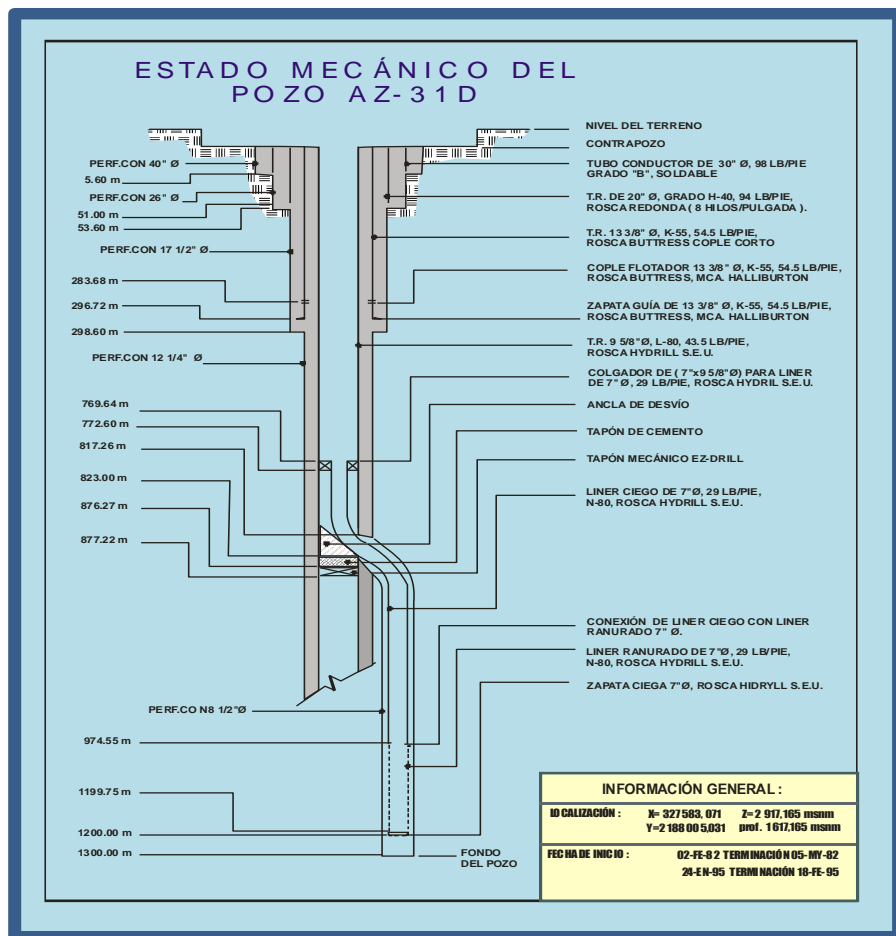 ESTADO MECÁNICO DEL
POZO AZ-31D
PERF.CON 40" Ø
5.60 m
PERF.CON 26" Ø
51.00 m
53.60 m
PERF.CON 17 1/2" Ø
283.68 m
296.72 m
298.60 m
PERF.CON 12 1/4" Ø
769.64 m
772.60 m
817.26 m
823.00 m
876.27 m
877.22 m
PERF.CO N8 1/2"Ø
974.55 m
1199.75 m
1200.00 m
1300.00 m
NIVEL DEL TERRENO
CONTRAPOZO
TUBO CONDUCTOR DE 30" Ø, 98 LB/PIE
GRADO "B", SOLDABLE
T.R. DE 20" Ø, GRADO H-40, 94 LB/PIE,
ROSCA REDONDA ( 8 HILOS/PULGADA ).
T.R. 13 3/8" Ø, K-55, 54.5 LB/PIE,
ROSCA BUTTRESS COPLE CORTO
COPLE FLOTADOR 13 3/8" Ø, K-55, 54.5 LB/PIE,
ROSCA BUTTRESS, MCA. HALLIBURTON
ZAPATA GUÍA DE 13 3/8" Ø, K-55, 54.5 LB/PIE,
ROSCA BUTTRESS, MCA. HALLIBURTON
T.R. 9 5/8"Ø, L-80, 43.5 LB/PIE,
ROSCA HYDRILL S.E.U.
COLGADOR DE ( 7"x9 5/8"Ø) PARA LINER
DE 7" Ø, 29 LB/PIE, ROSCA HYDRIL S.E.U.
ANCLA DE DESVÍO
TAPÓN DE CEMENTO
TAPÓN MECÁNICO EZ-DRILL
LINER CIEGO DE 7"Ø, 29 LB/PIE,
N-80, ROSCA HYDRILL S.E.U.
CONEXIÓN DE LINER CIEGO CON LINER
RANURADO 7" Ø.
LINER RANURADO DE 7"Ø, 29 LB/PIE,
N-80, ROSCA HYDRILL S.E.U.
ZAPATA CIEGA 7"Ø, ROSCA HIDRYLL S.E.U.
FONDO
DEL POZO
INFORMACIÓN GENERAL :
LOCALIZACIÓN : X= 327 583, 071 Z= 2 917,165 msnm
Y=2 188 005,031 prof. 1 617,165 msnm
FECHA DE INICIO : 02-FE-82 TERMINACIÓN 05-MY-82
24-EN-95 TERMINACIÓN 18-FE-95